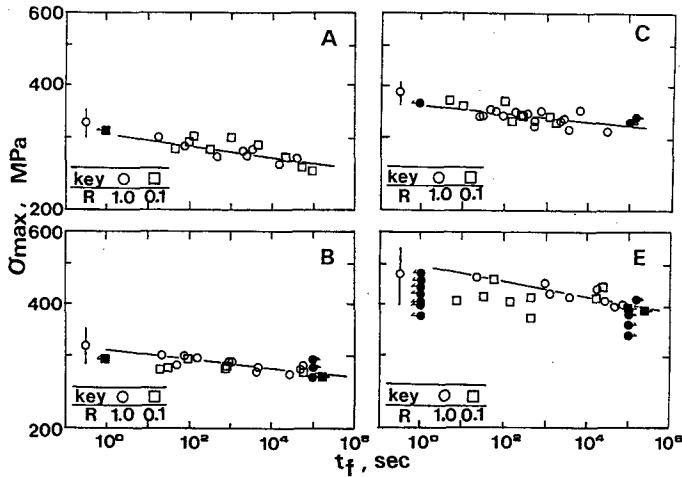 600
400
200
A
key ○ □
R 1.0 0.1
C
key ○ □
R 1.0 0.1
σmax, MPa
600
400
200
B
key ○ □
R 1.0 0.1
E
key ○ □
R 1.0 0.1
10⁰ 10² 10⁴ 10⁶
10⁰ 10² 10⁴ 10⁶
tf, sec